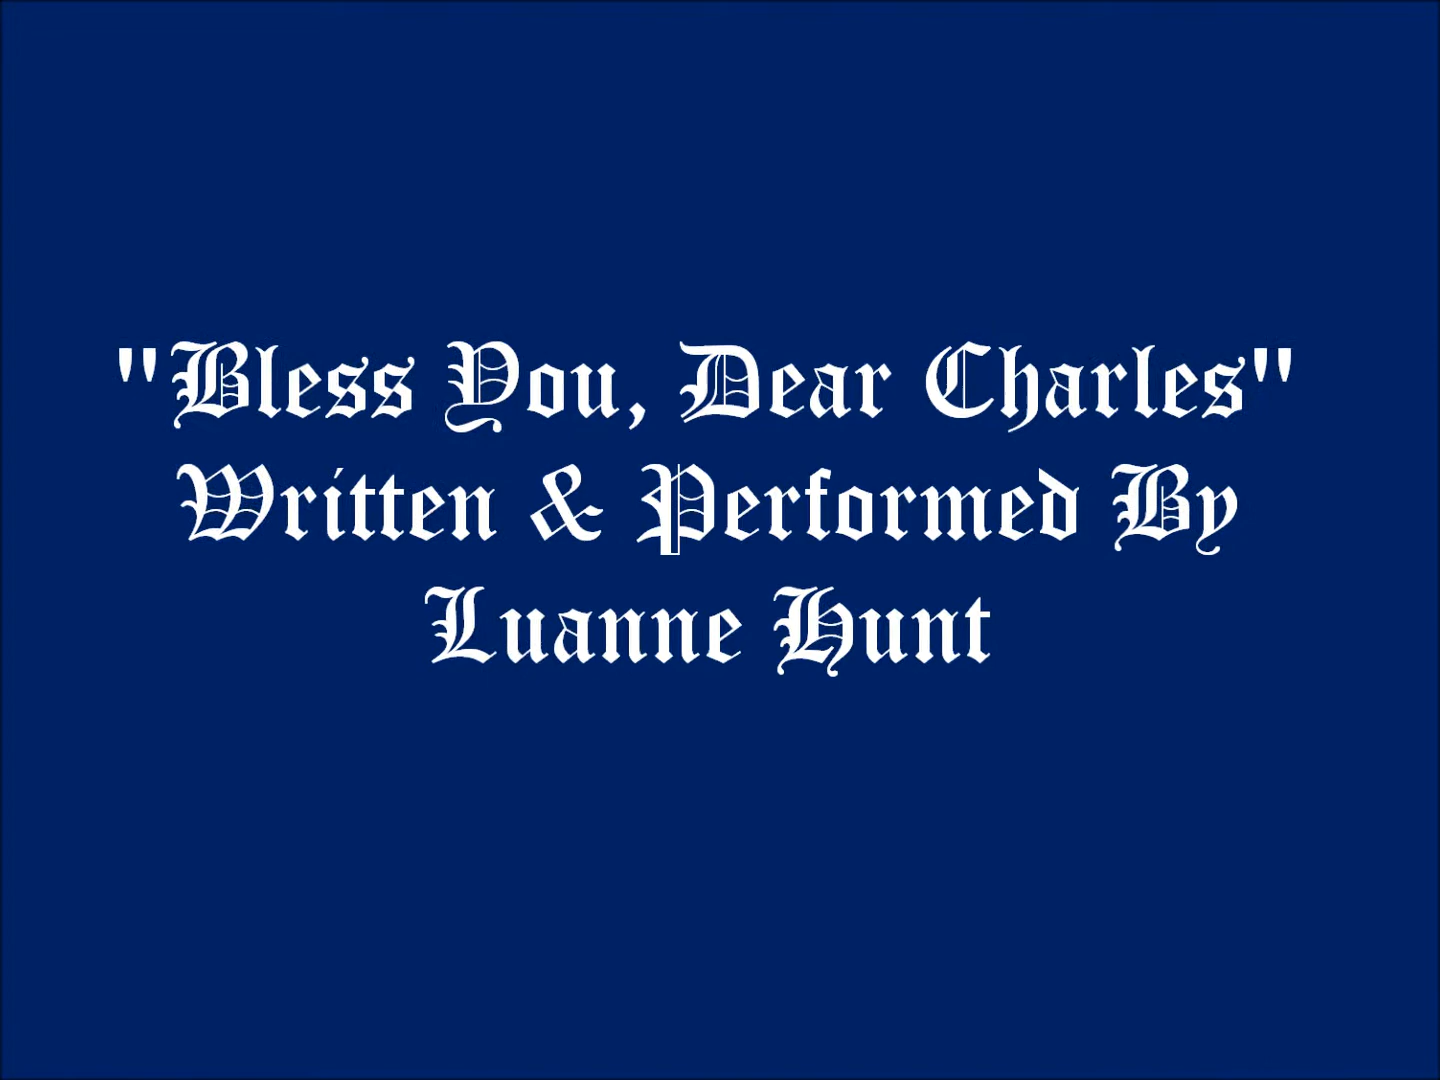 "Bless You, Dear Charles"
Written & Performed By
Luanne Hunt